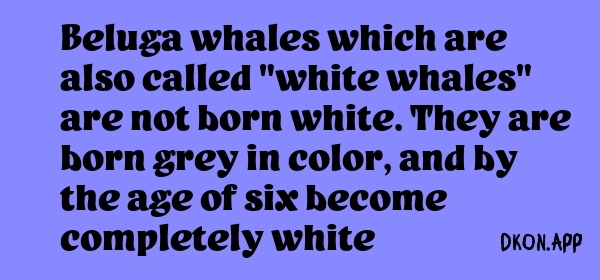 Beluga whales which are
also called "white whales"
are not born white. They are
born grey in color, and by
the age of six become
completely white
DKON.APP